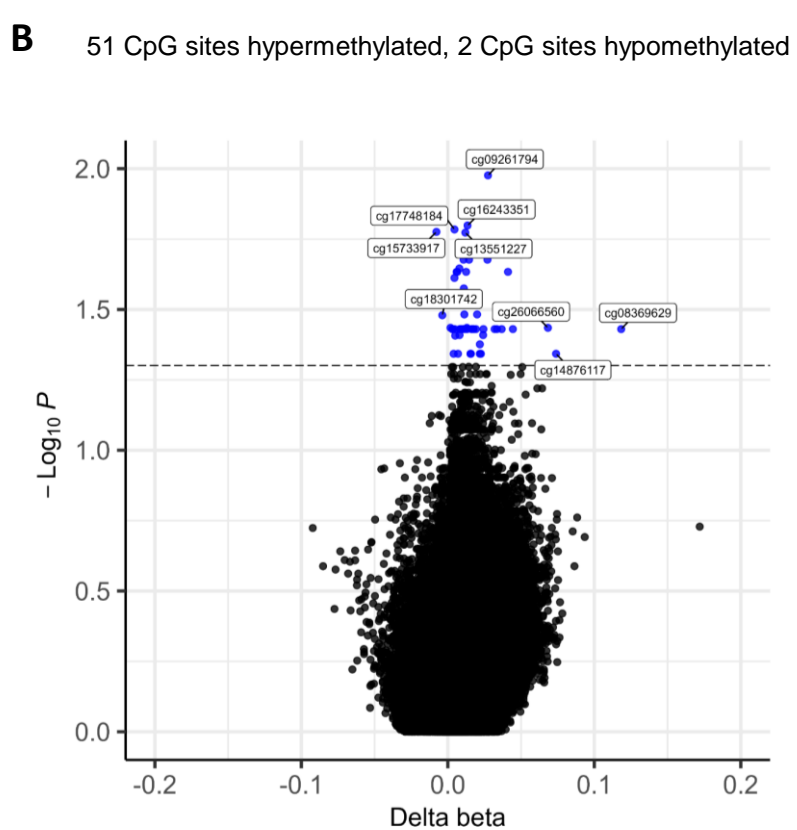 B
51 CpG sites hypermethylated, 2 CpG sites hypomethylated
cg09261794
cg17748184
cg16243351
cg15733917
cg13551227
cg18301742
cg26066560
cg08369629
cg14876117
2.0
1.5
1.0
0.5
0.0
− Log10 P
-0.2 -0.1 0.0 0.1 0.2
Delta beta